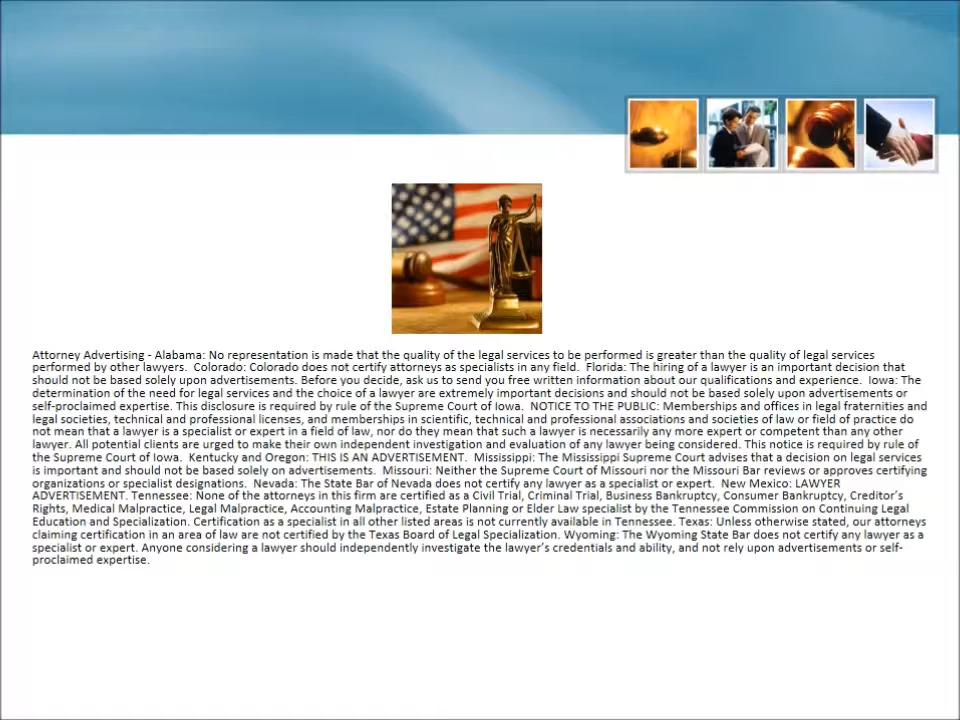 Attorney Advertising - Alabama: No representation is made that the quality of the legal services to be performed is greater than the quality of legal services
performed by other lawyers.  Colorado: Colorado does not certify attorneys as specialists in any field.  Florida: The hiring of a lawyer is an important decision that
should not be based solely upon advertisements. Before you decide, ask us to send you free written information about our qualifications and experience.  Iowa: The
determination of the need for legal services and the choice of a lawyer are extremely important decisions and should not be based solely upon advertisements or
self-proclaimed expertise. This disclosure is required by rule of the Supreme Court of Iowa.  NOTICE TO THE PUBLIC: Memberships and offices in legal fraternities and
legal societies, technical and professional licenses, and memberships in scientific, technical and professional associations and societies of law or field of practice do
not mean that a lawyer is a specialist or expert in a field of law, nor do they mean that such a lawyer is necessarily any more expert or competent than any other
lawyer. All potential clients are urged to make their own independent investigation and evaluation of any lawyer being considered. This notice is required by rule of
the Supreme Court of Iowa.  Kentucky and Oregon: THIS IS AN ADVERTISEMENT.  Mississippi: The Mississippi Supreme Court advises that a decision on legal services
is important and should not be based solely on advertisements.  Missouri: Neither the Supreme Court of Missouri nor the Missouri Bar reviews or approves certifying
organizations or specialist designations.  Nevada: The State Bar of Nevada does not certify any lawyer as a specialist or expert.  New Mexico: LAWYER
ADVERTISEMENT. Tennessee: None of the attorneys in this firm are certified as a Civil Trial, Criminal Trial, Business Bankruptcy, Consumer Bankruptcy, Creditor's
Rights, Medical Malpractice, Legal Malpractice, Accounting Malpractice, Estate Planning or Elder Law specialist by the Tennessee Commission on Continuing Legal
Education and Specialization. Certification as a specialist in all other listed areas is not currently available in Tennessee. Texas: Unless otherwise stated, our attorneys
claiming certification in an area of law are not certified by the Texas Board of Legal Specialization. Wyoming: The Wyoming State Bar does not certify any lawyer as a
specialist or expert. Anyone considering a lawyer should independently investigate the lawyer's credentials and ability, and not rely upon advertisements or self-
proclaimed expertise.